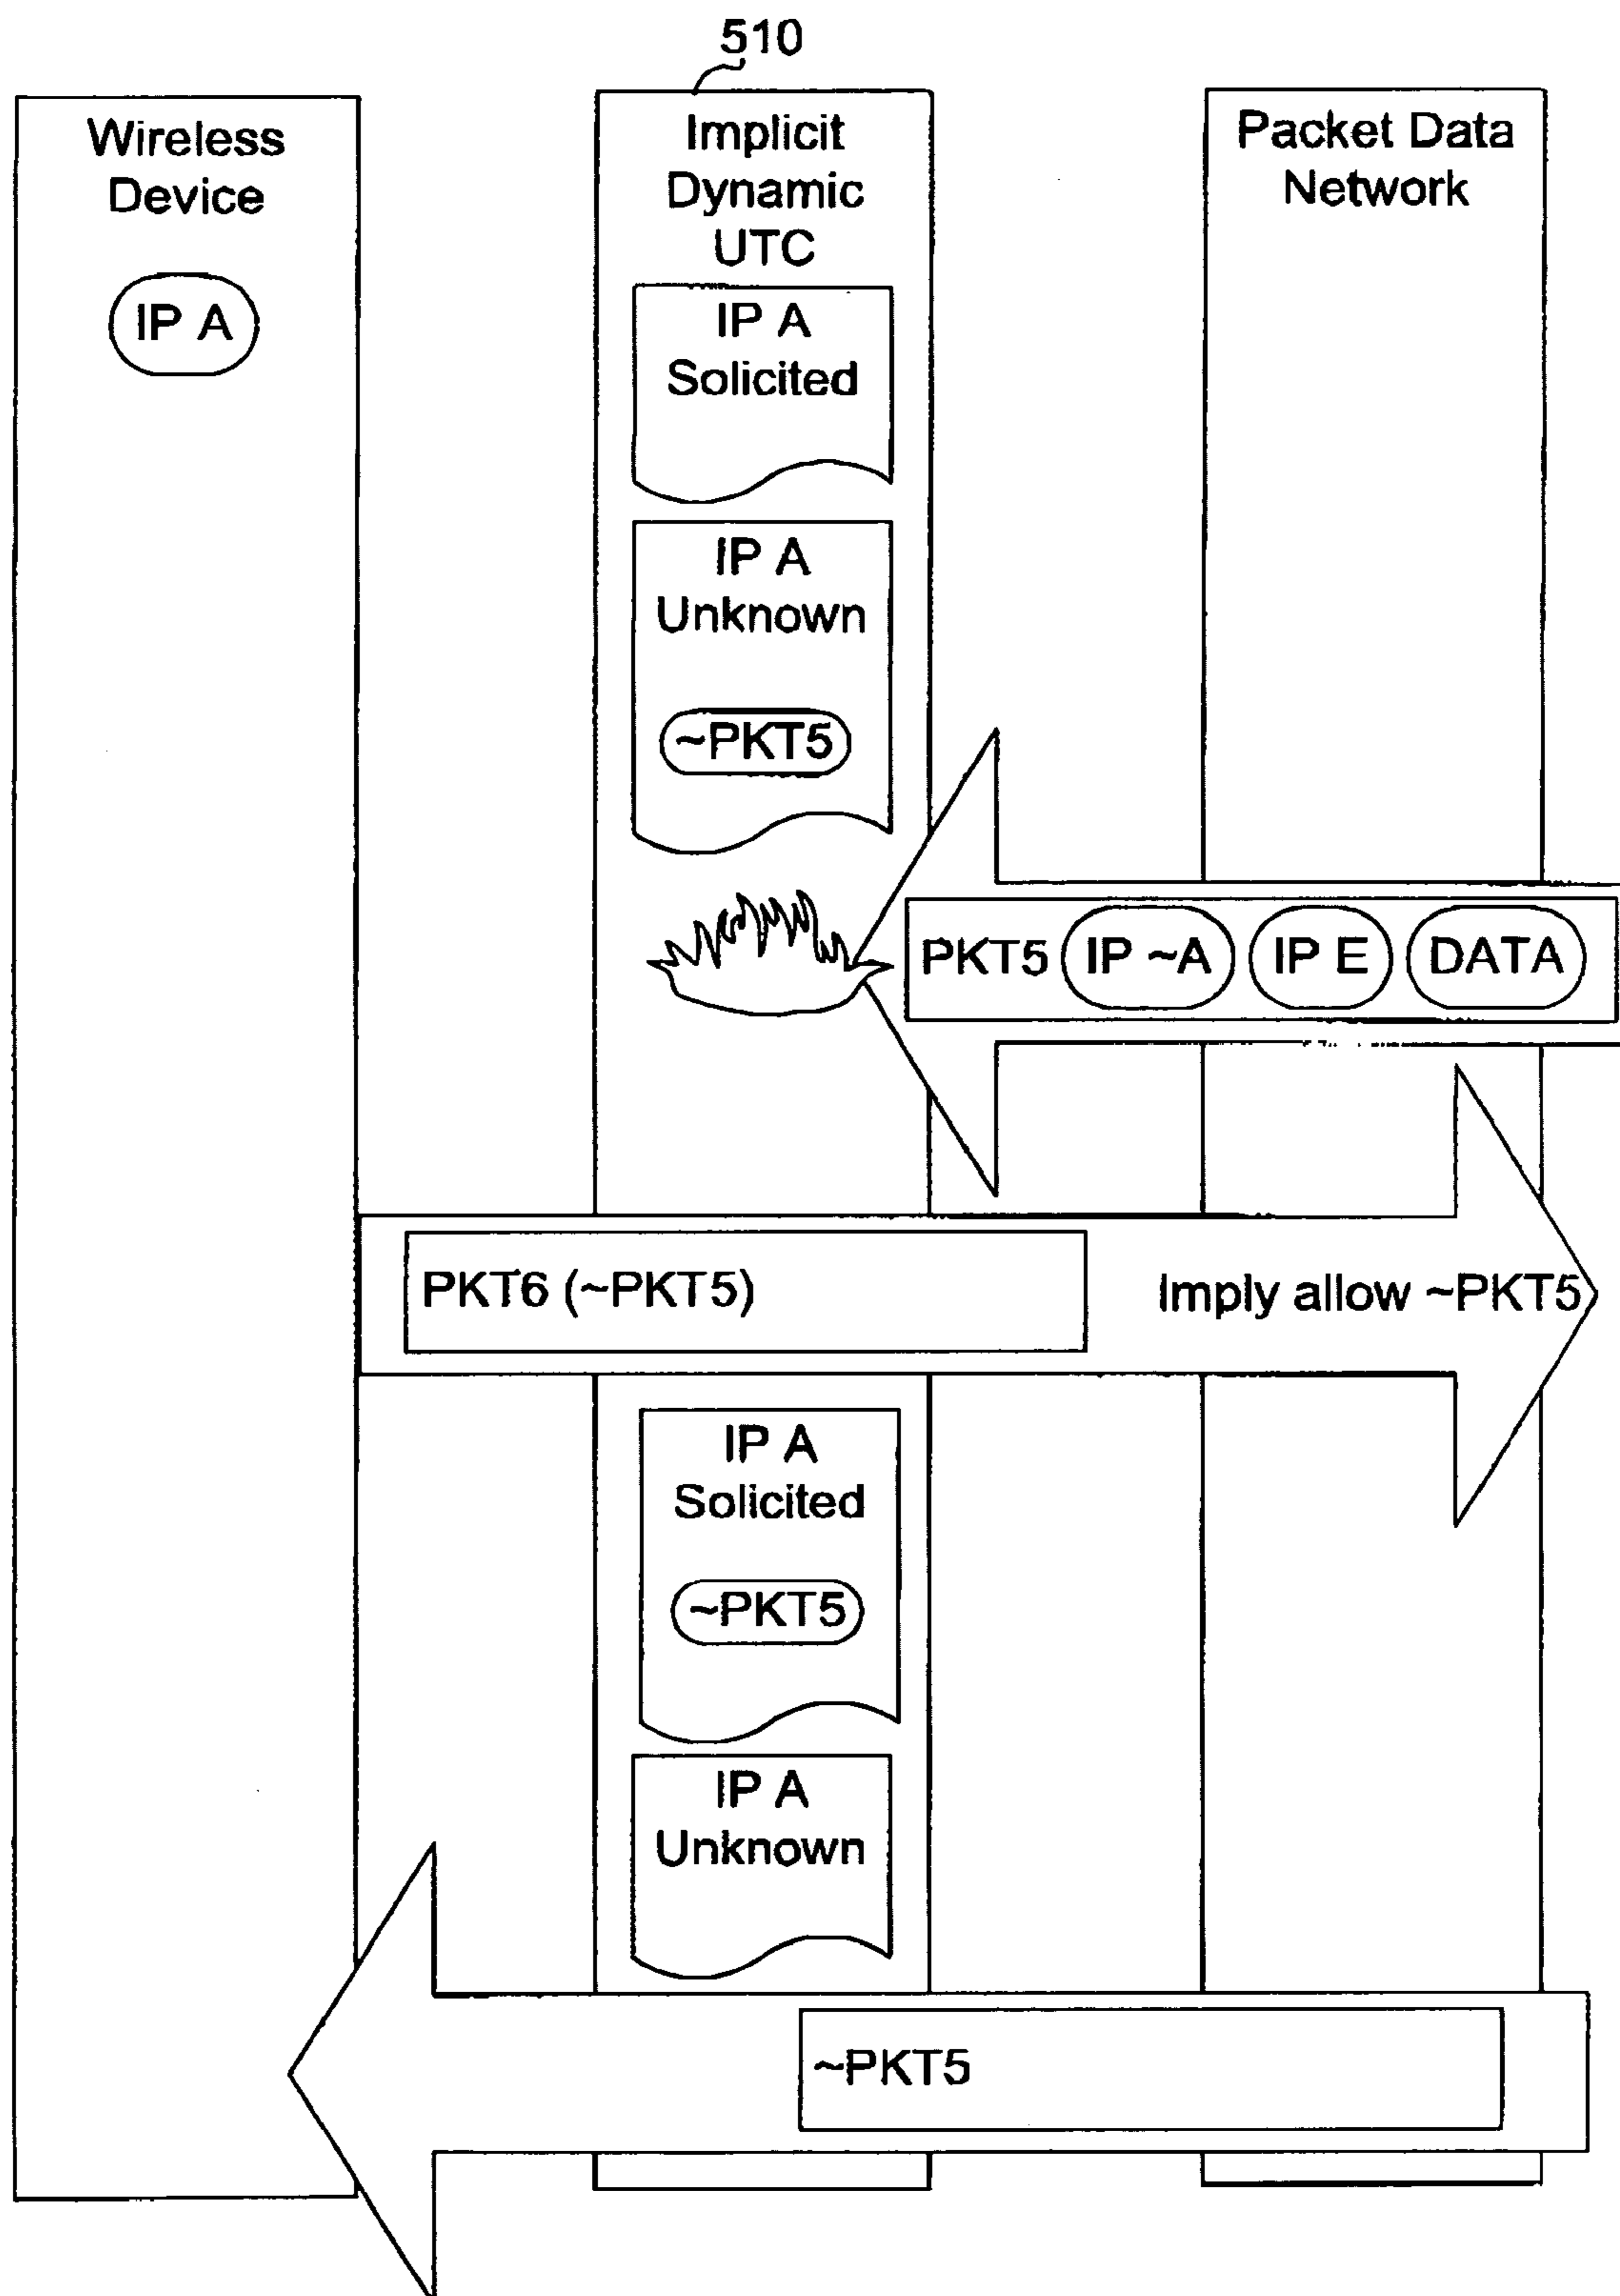 510
Wireless
Device
IP A
Implicit
Dynamic
UTC
Packet Data
Network
IP A
Solicited
IP A
Unknown
~PKT5
PKT5 IP ~A IP E DATA
PKT6 (~PKT5) Imply allow ~PKT5
IP A
Solicited
~PKT5
IP A
Unknown
~PKT5